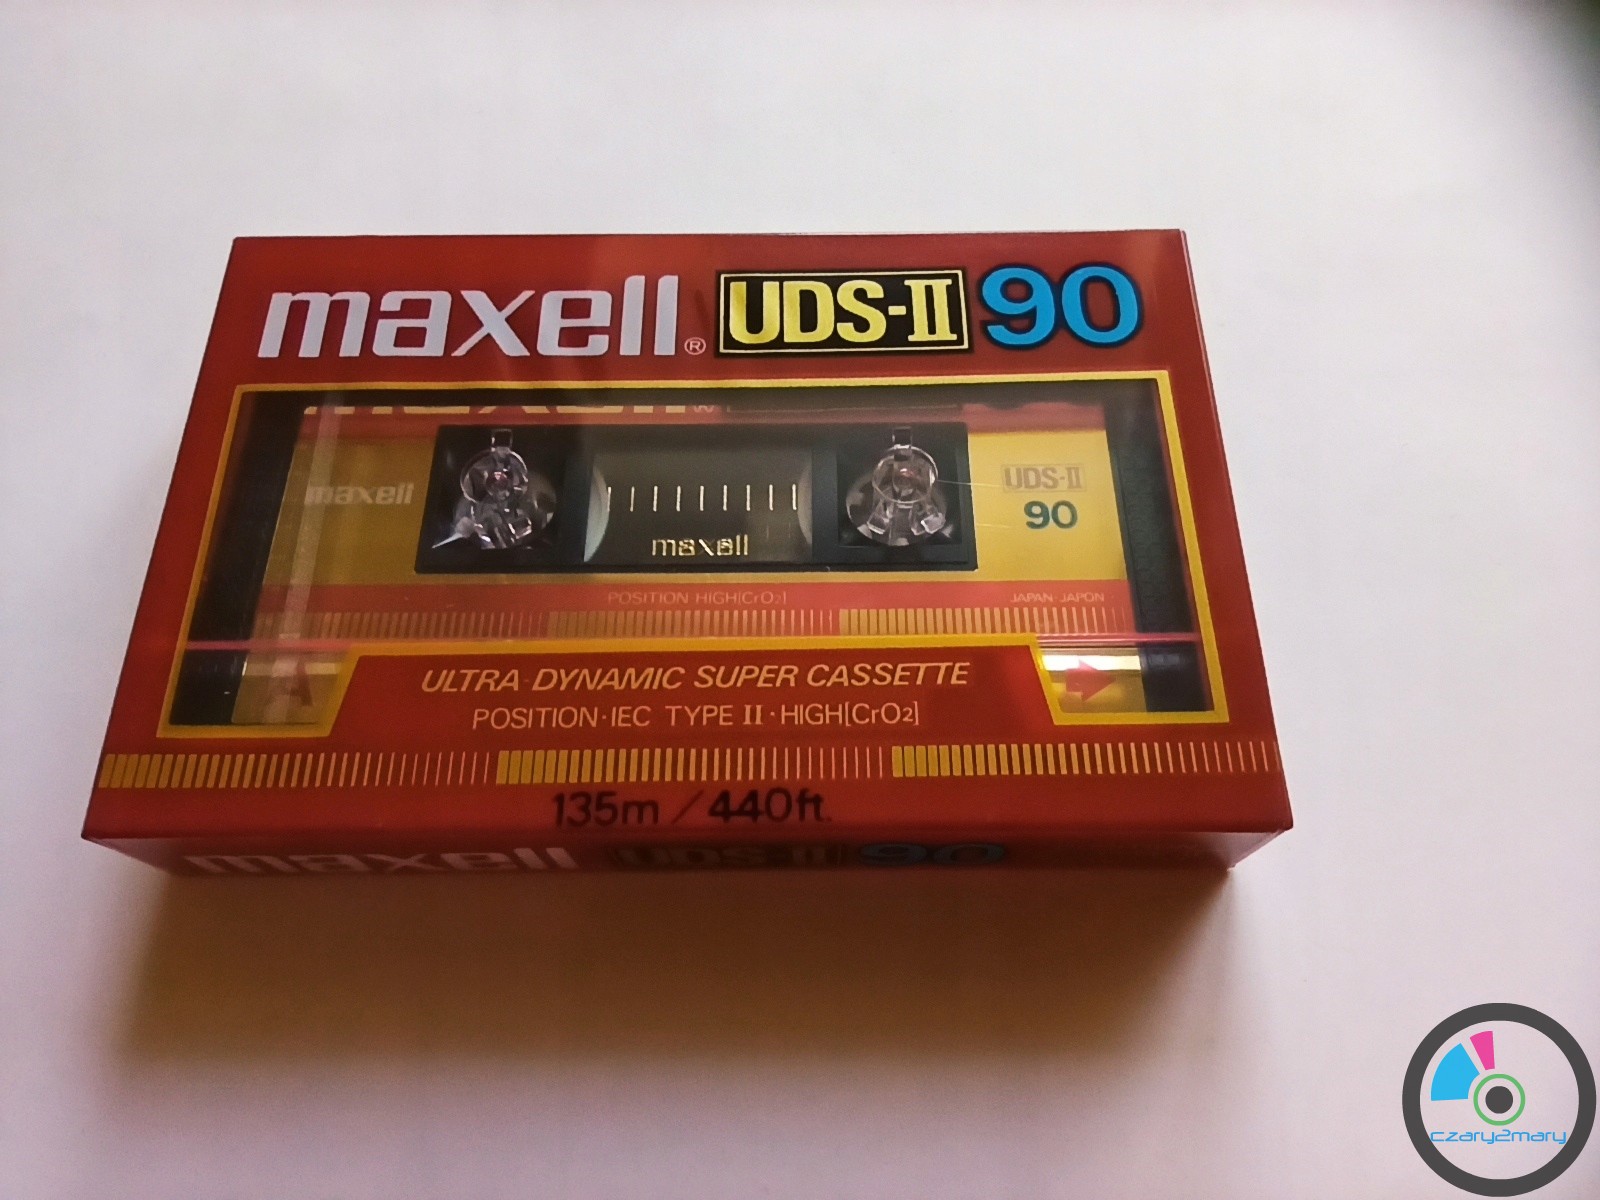 maxell® UDS-II 90
maxell
UDS-II
90
maxell
POSITION HIGH[CrO2]
JAPAN·JAPON
A
ULTRA DYNAMIC SUPER CASSETTE
POSITION·IEC TYPE II·HIGH[CrO2]
135m / 440ft.
maxell UDS-II 90
czary2mary